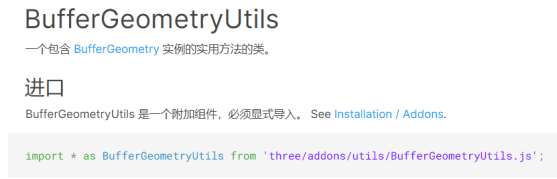 BufferGeometryUtils
一个包含 BufferGeometry 实例的实用方法的类。
进口
BufferGeometryUtils 是一个附加组件，必须显式导入。 See Installation / Addons.
import * as BufferGeometryUtils from 'three/addons/utils/BufferGeometryUtils.js';